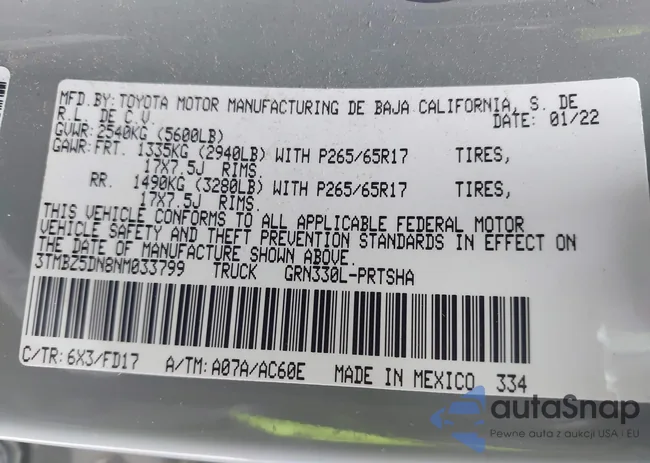 MFD.BY: TOYOTA MOTOR MANUFACTURING DE BAJA CALIFORNIA, S. DE
R.L. DE C.V. DATE: 01/22
GVWR: 2540KG (5600LB)
GAWR: FRT. 1335KG (2940LB) WITH P265/65R17 TIRES,
17X7.5J RIMS.
RR. 1490KG (3280LB) WITH P265/65R17 TIRES,
17X7.5J RIMS.
THIS VEHICLE CONFORMS TO ALL APPLICABLE FEDERAL MOTOR
VEHICLE SAFETY AND THEFT PREVENTION STANDARDS IN EFFECT ON
THE DATE OF MANUFACTURE SHOWN ABOVE.
3TMBZ5DN8NM033799 TRUCK GRN330L-PRTSHA
C/TR: 6X3/FD17 A/TM: A07A/AC60E MADE IN MEXICO 334
autaSnap
Pewne auta z aukcji USA i EU